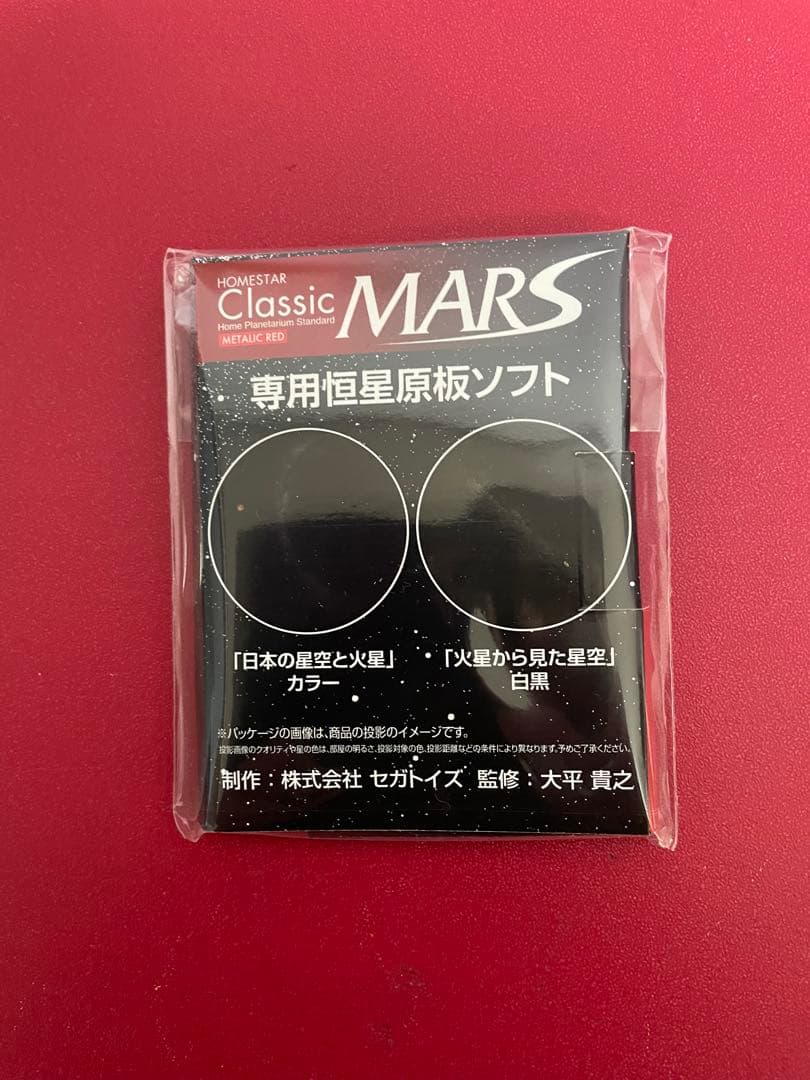 HOMESTAR
Classic MARS
Home Planetarium Standard
METALIC RED
専用恒星原板ソフト
「日本の星空と火星」
カラー
「火星から見た星空」
白黒
※パッケージの画像は、商品の投影のイメージです。
投影画像のクオリティや星の色は、部屋の明るさ、投影対象の色、投影距離などの条件により異なります。予めご了承ください。
制作：株式会社 セガトイズ 監修：大平 貴之